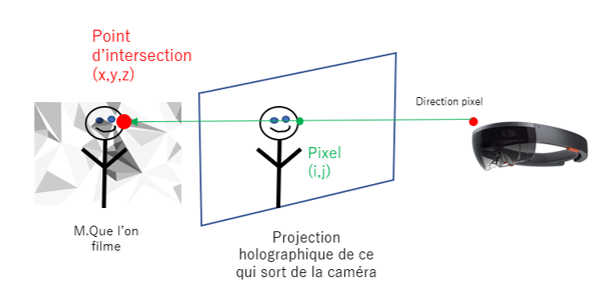 Point
d'intersection
(x,y,z)
Direction pixel
Pixel
(i,j)
M.Que l'on
filme
Projection
holographique de ce
qui sort de la caméra